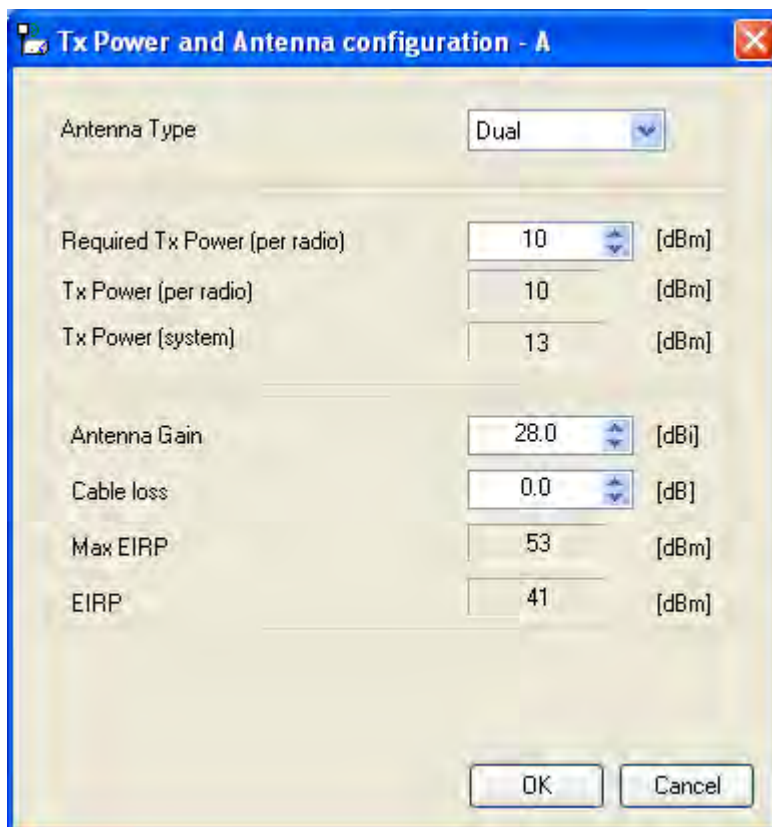 Tx Power and Antenna configuration - A
Antenna Type Dual
Required Tx Power (per radio) 10 [dBm]
Tx Power (per radio) 10 [dBm]
Tx Power (system) 13 [dBm]
Antenna Gain 28.0 [dBi]
Cable loss 0.0 [dB]
Max EIRP 53 [dBm]
EIRP 41 [dBm]
OK Cancel